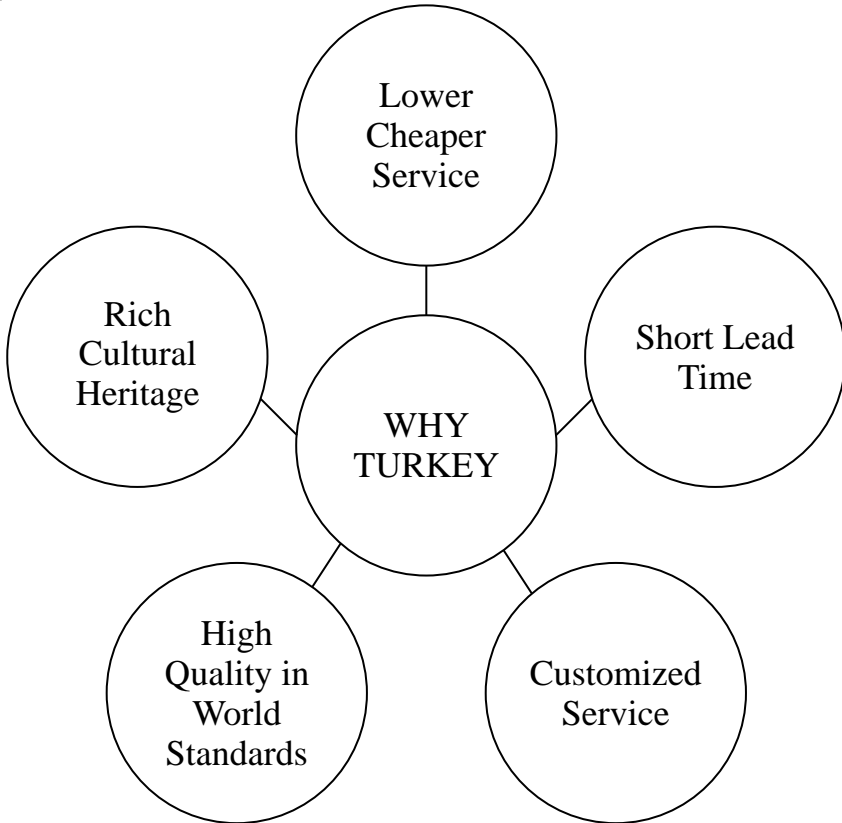 Lower
Cheaper
Service
Rich
Cultural
Heritage
Short Lead
Time
WHY
TURKEY
High
Quality in
World
Standards
Customized
Service